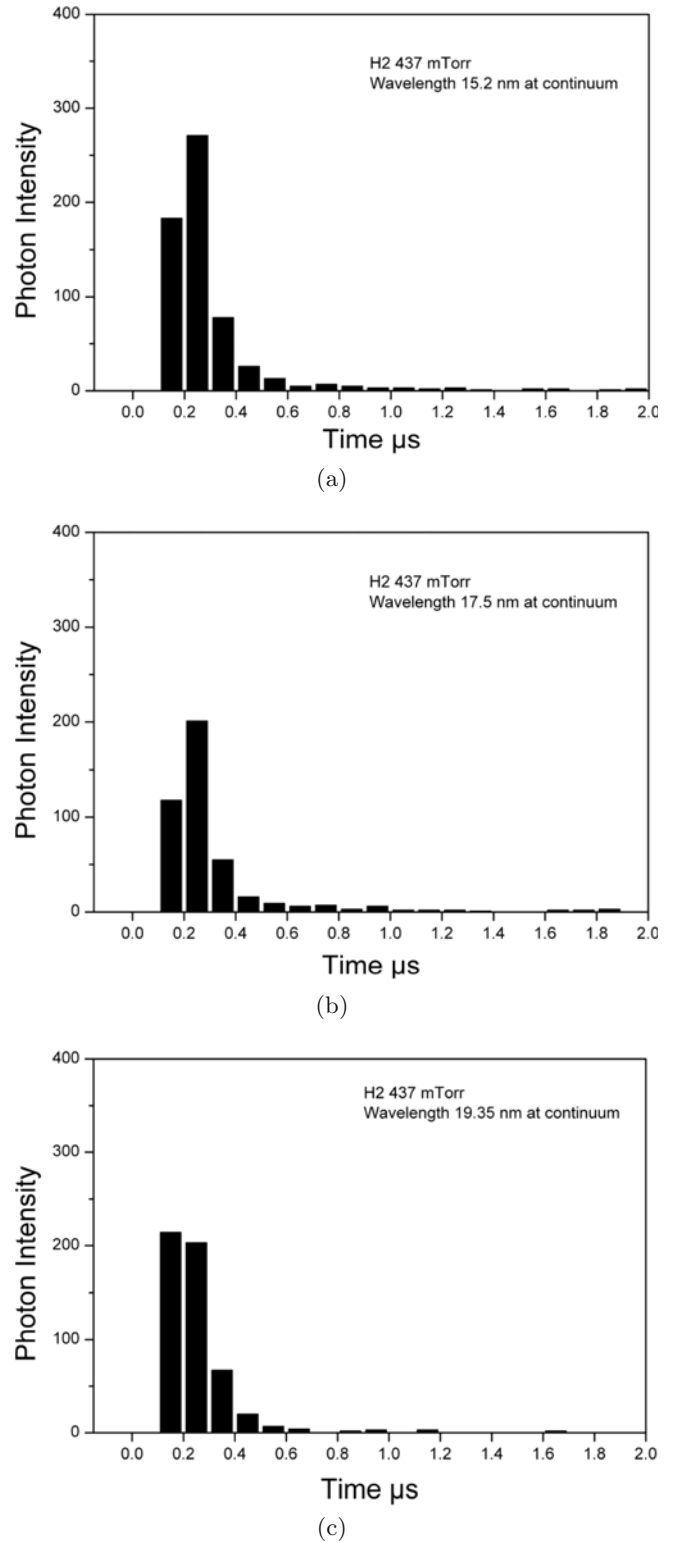 400
H2 437 mTorr
Wavelength 15.2 nm at continuum
300
Photon Intensity
200
100
0
0.0 0.2 0.4 0.6 0.8 1.0 1.2 1.4 1.6 1.8 2.0
Time µs
(a)
400
H2 437 mTorr
Wavelength 17.5 nm at continuum
300
Photon Intensity
200
100
0
0.0 0.2 0.4 0.6 0.8 1.0 1.2 1.4 1.6 1.8 2.0
Time µs
(b)
400
H2 437 mTorr
Wavelength 19.35 nm at continuum
300
Photon Intensity
200
100
0
0.0 0.2 0.4 0.6 0.8 1.0 1.2 1.4 1.6 1.8 2.0
Time µs
(c)